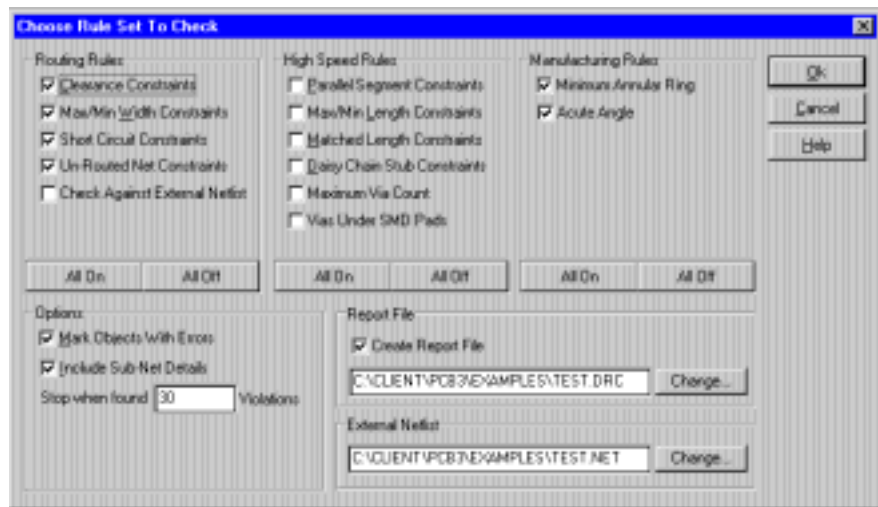 Choose Rule Set To Check
Routing Rules
Clearance Constraints
Max/Min Width Constraints
Short Circuit Constraints
Un-Routed Net Constraints
Check Against External Netlist
All On
All Off
High Speed Rules
Parallel Segment Constraints
Max/Min Length Constraints
Matched Length Constraints
Daisy Chain Stub Constraints
Maximum Via Count
Vias Under SMD Pads
All On
All Off
Manufacturing Rules
Minimum Annular Ring
Acute Angle
All On
All Off
Ok
Cancel
Help
Options
Mark Objects With Errors
Include Sub-Net Details
Stop when found 30 Violations
Report File
Create Report File
C:\CLIENT\PCB3\EXAMPLES\TEST.DRC
Change...
External Netlist
C:\CLIENT\PCB3\EXAMPLES\TEST.NET
Change...